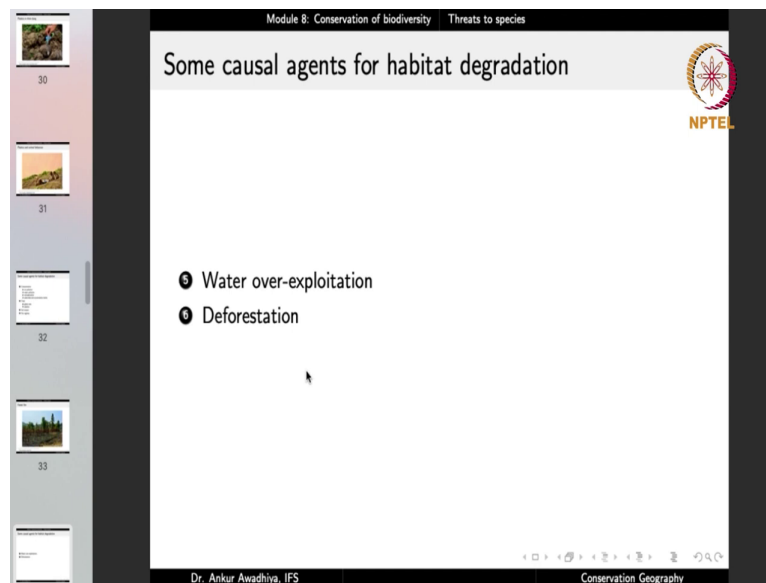 Module 8: Conservation of biodiversity Threats to species
Some causal agents for habitat degradation
NPTEL
5 Water over-exploitation
6 Deforestation
30
31
32
33
Dr. Ankur Awadhiya, IFS Conservation Geography